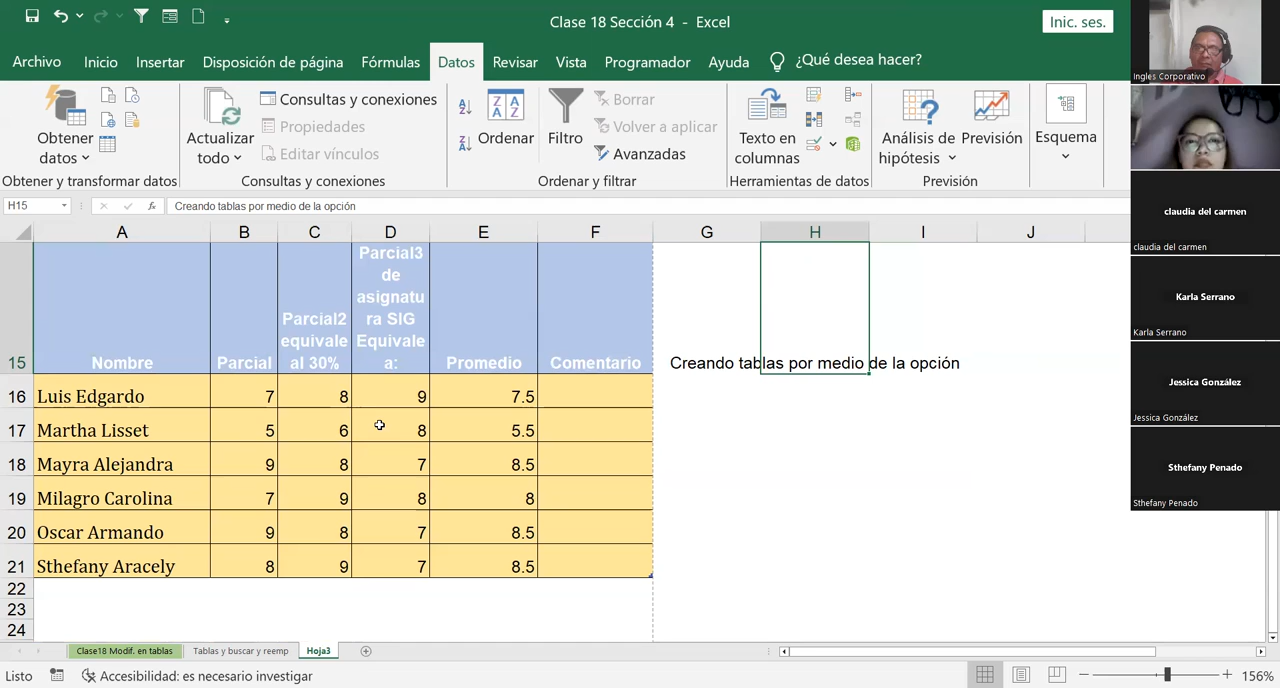 Clase 18 Sección 4 - Excel
Inic. ses.
Archivo Inicio Insertar Disposición de página Fórmulas Datos Revisar Vista Programador Ayuda ¿Qué desea hacer?
Obtener datos
Actualizar todo
Consultas y conexiones
Propiedades
Editar vínculos
Ordenar
Filtro
Borrar
Volver a aplicar
Avanzadas
Texto en columnas
Análisis de hipótesis
Previsión
Esquema
Obtener y transformar datos Consultas y conexiones Ordenar y filtrar Herramientas de datos Previsión
H15 fx Creando tablas por medio de la opción
A B C D E F G H I J
15 Nombre Parcial Parcial2 equivale al 30% Parcial3 de asignatura SIG Equivale a: Promedio Comentario Creando tablas por medio de la opción
16 Luis Edgardo 7 8 9 7.5
17 Martha Lisset 5 6 8 5.5
18 Mayra Alejandra 9 8 7 8.5
19 Milagro Carolina 7 9 8 8
20 Oscar Armando 9 8 7 8.5
21 Sthefany Aracely 8 9 7 8.5
22
23
24
Clase18 Modif. en tablas Tablas y buscar y reemp Hoja3
Listo Accesibilidad: es necesario investigar 156%
Ingles Corporativo
claudia del carmen
claudia del carmen
Karla Serrano
Karla Serrano
Jessica González
Jessica González
Sthefany Penado
Sthefany Penado